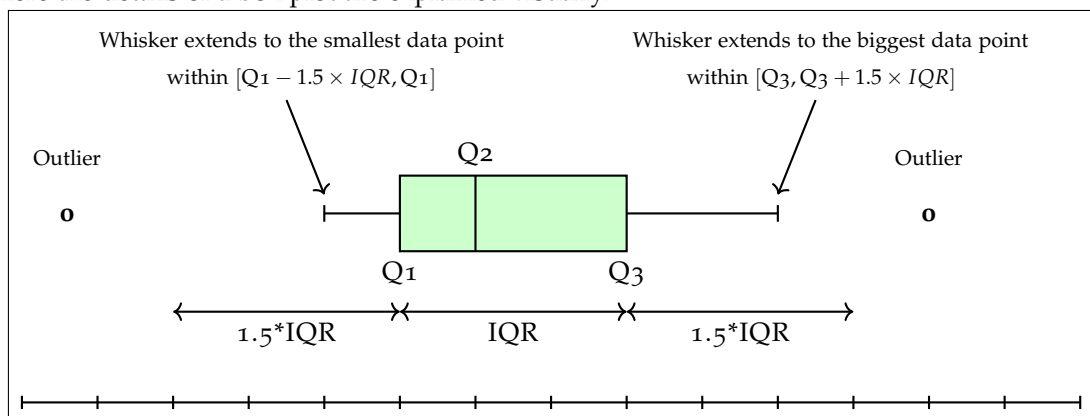 Whisker extends to the smallest data point
within [Q1 − 1.5 × IQR, Q1]
Whisker extends to the biggest data point
within [Q3, Q3 + 1.5 × IQR]
Outlier
Q2
Outlier
o
o
Q1
Q3
1.5*IQR
IQR
1.5*IQR